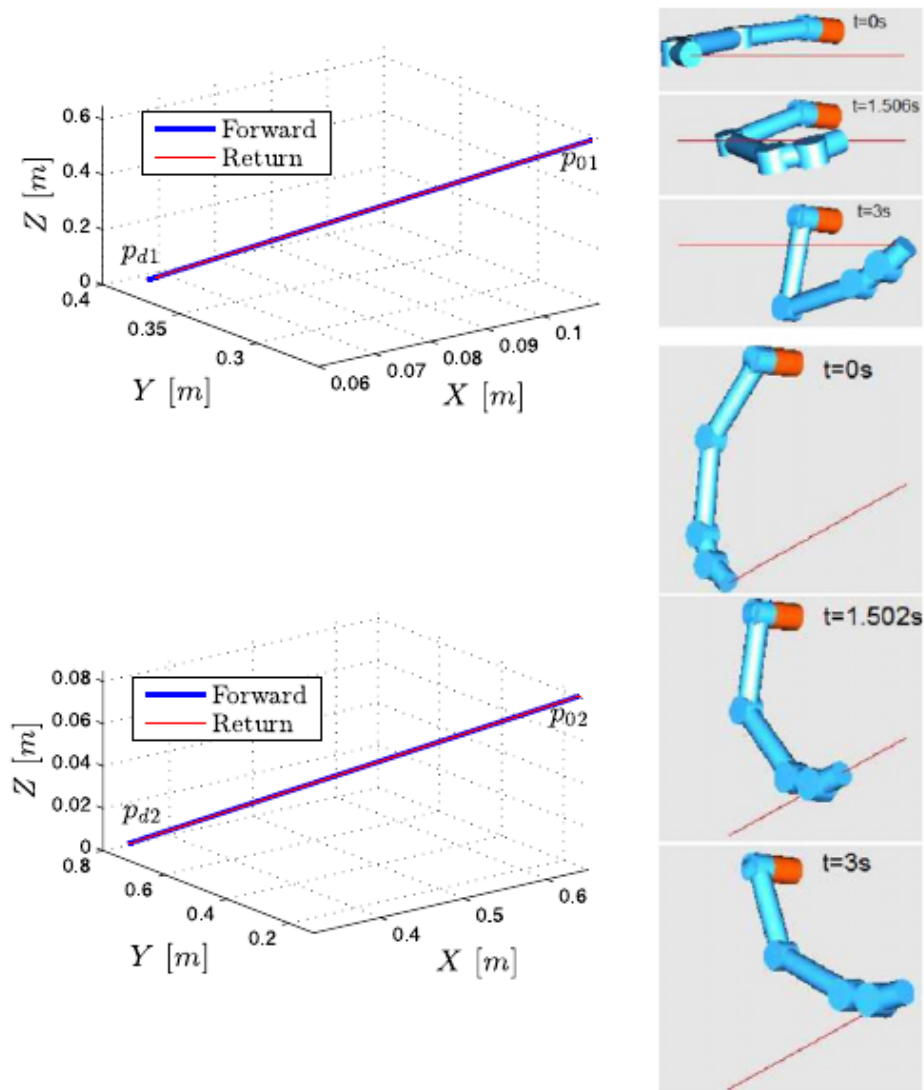 0.6
0.4
0.2
0
Z [m]
Forward
Return
p01
pd1
0.4
0.35
0.3
Y [m]
0.06
0.07
0.08
0.09
0.1
X [m]
t=0s
t=1.506s
t=3s
t=0s
0.08
0.06
0.04
0.02
0
Z [m]
Forward
Return
p02
pd2
0.8
0.6
0.4
0.2
Y [m]
0.4
0.5
0.6
X [m]
t=1.502s
t=3s